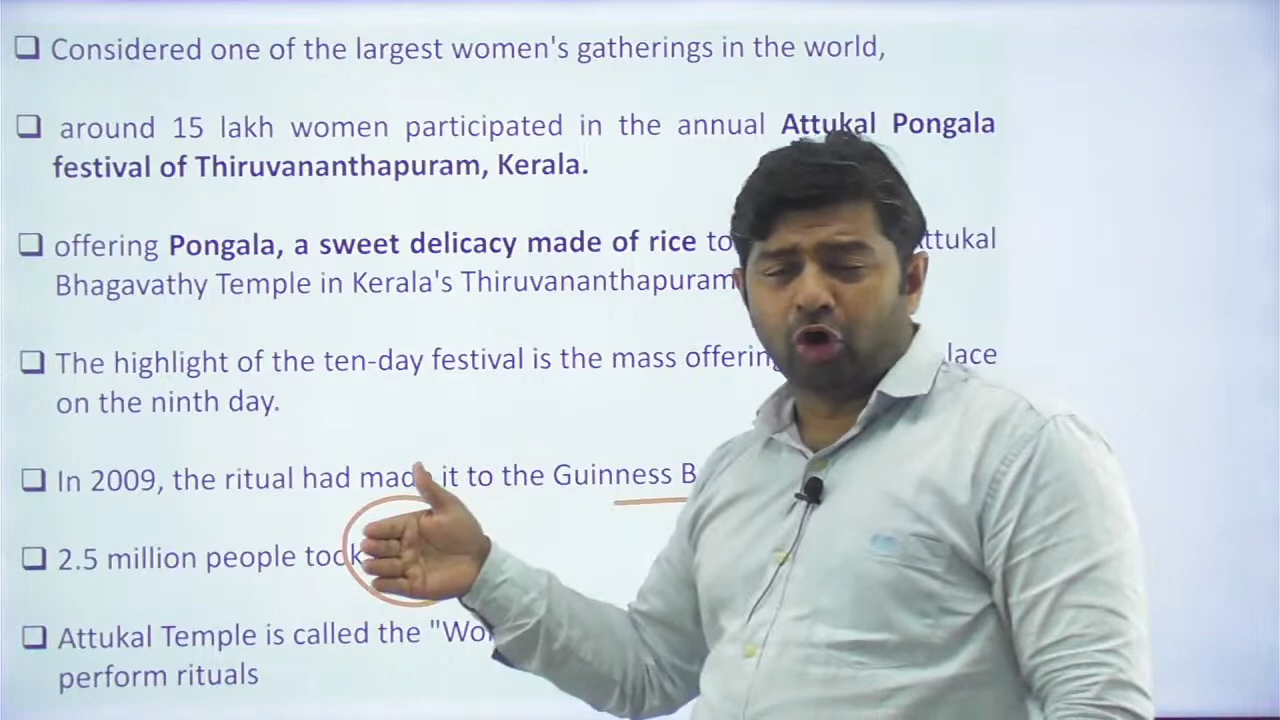 Considered one of the largest women's gatherings in the world,
around 15 lakh women participated in the annual Attukal Pongala
festival of Thiruvananthapuram, Kerala.
offering Pongala, a sweet delicacy made of rice to ttukal
Bhagavathy Temple in Kerala's Thiruvananthapuram
The highlight of the ten-day festival is the mass offering lace
on the ninth day.
In 2009, the ritual had made it to the Guinness B
2.5 million people took
Attukal Temple is called the "Wo
perform rituals